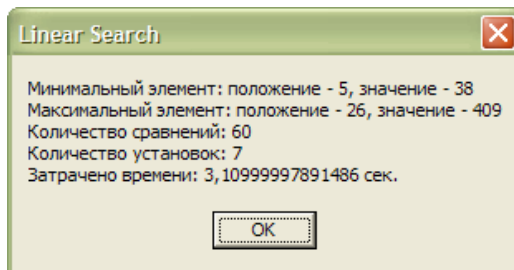 Linear Search
Минимальный элемент: положение - 5, значение - 38
Максимальный элемент: положение - 26, значение - 409
Количество сравнений: 60
Количество установок: 7
Затрачено времени: 3,10999997891486 сек.
OK